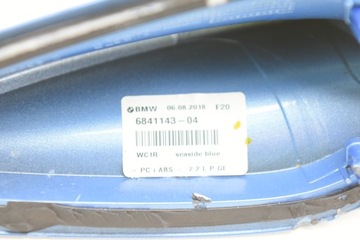 BMW 06.08.2018 F20
6841143-04
WC1R seaside blue
PC+ABS